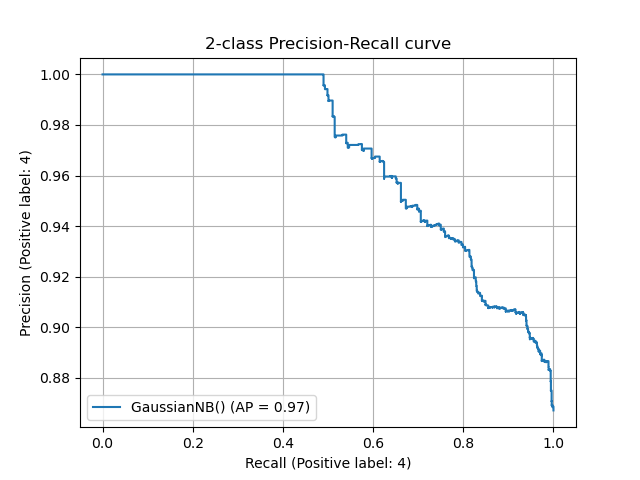 2-class Precision-Recall curve
1.00
0.98
0.96
0.94
0.92
0.90
0.88
Precision (Positive label: 4)
GaussianNB() (AP = 0.97)
0.0 0.2 0.4 0.6 0.8 1.0
Recall (Positive label: 4)